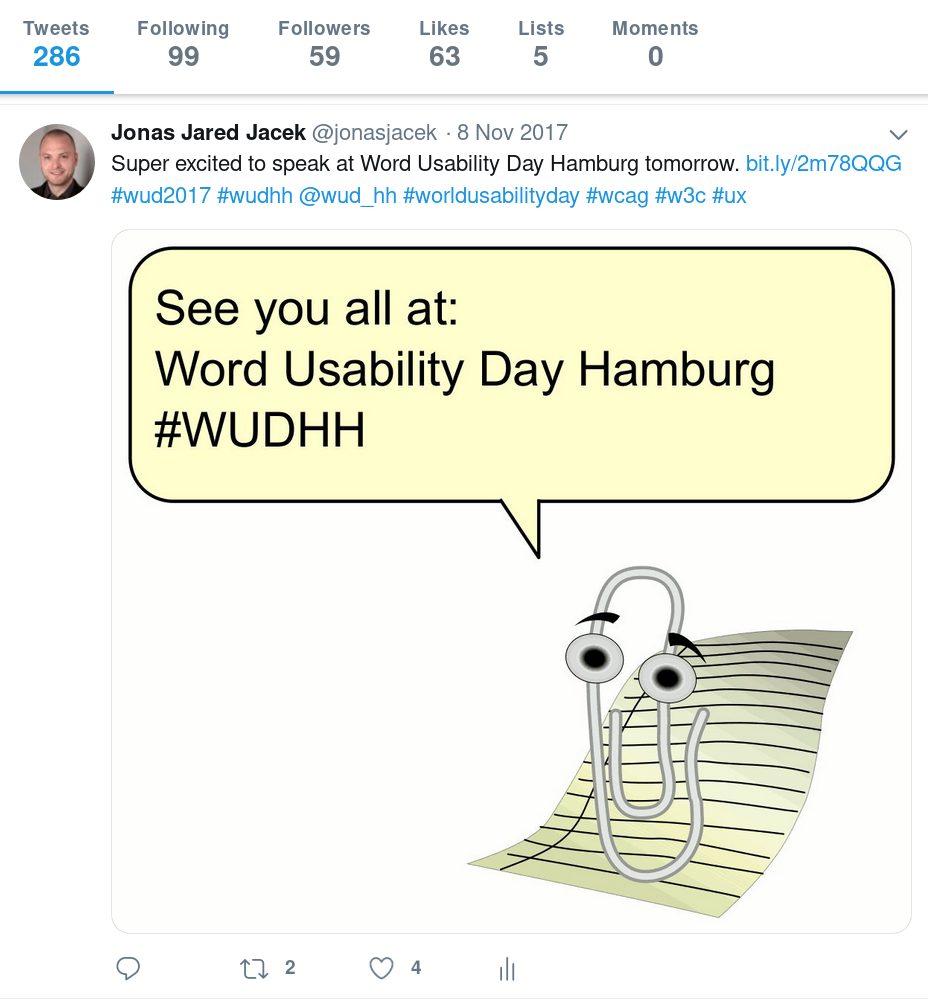 Tweets Following Followers Likes Lists Moments
286 99 59 63 5 0
Jonas Jared Jacek @jonasjacek · 8 Nov 2017
Super excited to speak at Word Usability Day Hamburg tomorrow. bit.ly/2m78QQG
#wud2017 #wudhh @wud_hh #worldusabilityday #wcag #w3c #ux
See you all at:
Word Usability Day Hamburg
#WUDHH
2 4